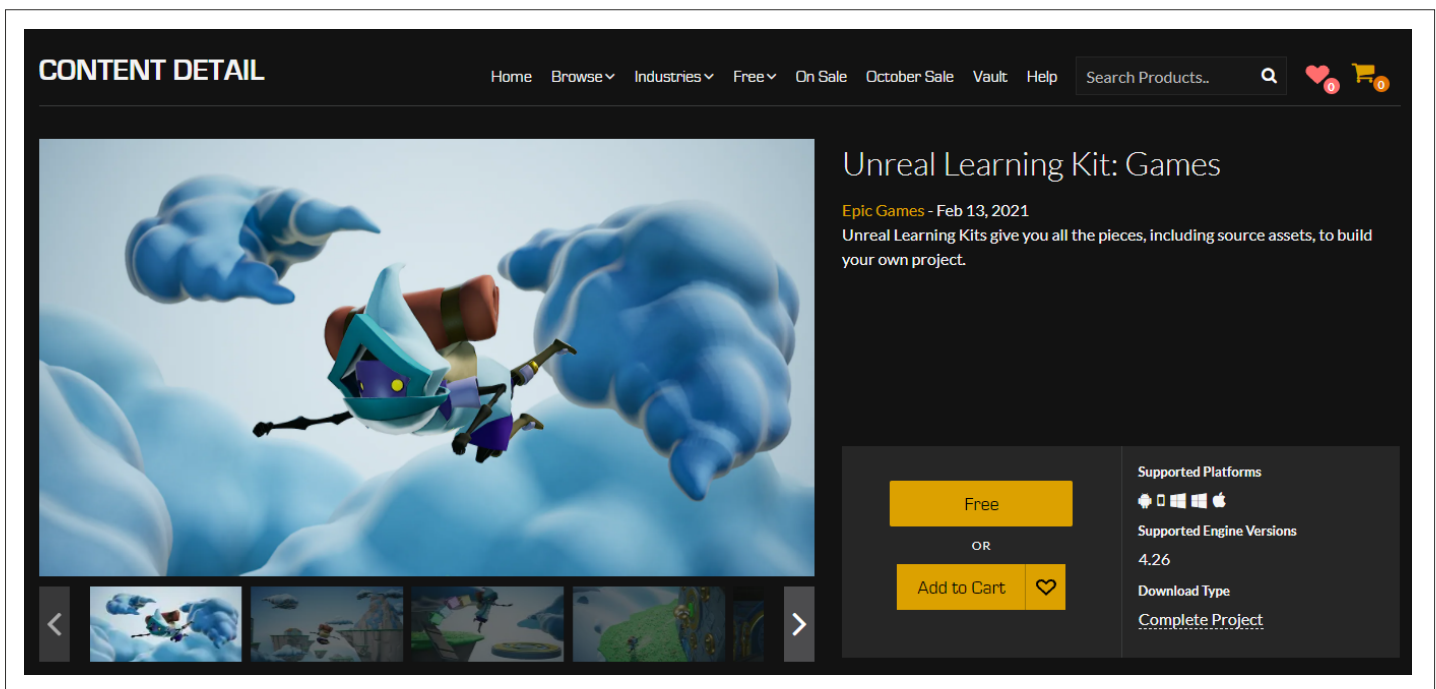 CONTENT DETAIL
Home Browse Industries Free On Sale October Sale Vault Help Search Products.. 0 0
Unreal Learning Kit: Games
Epic Games - Feb 13, 2021
Unreal Learning Kits give you all the pieces, including source assets, to build
your own project.
Free
OR
Add to Cart
Supported Platforms
Supported Engine Versions
4.26
Download Type
Complete Project